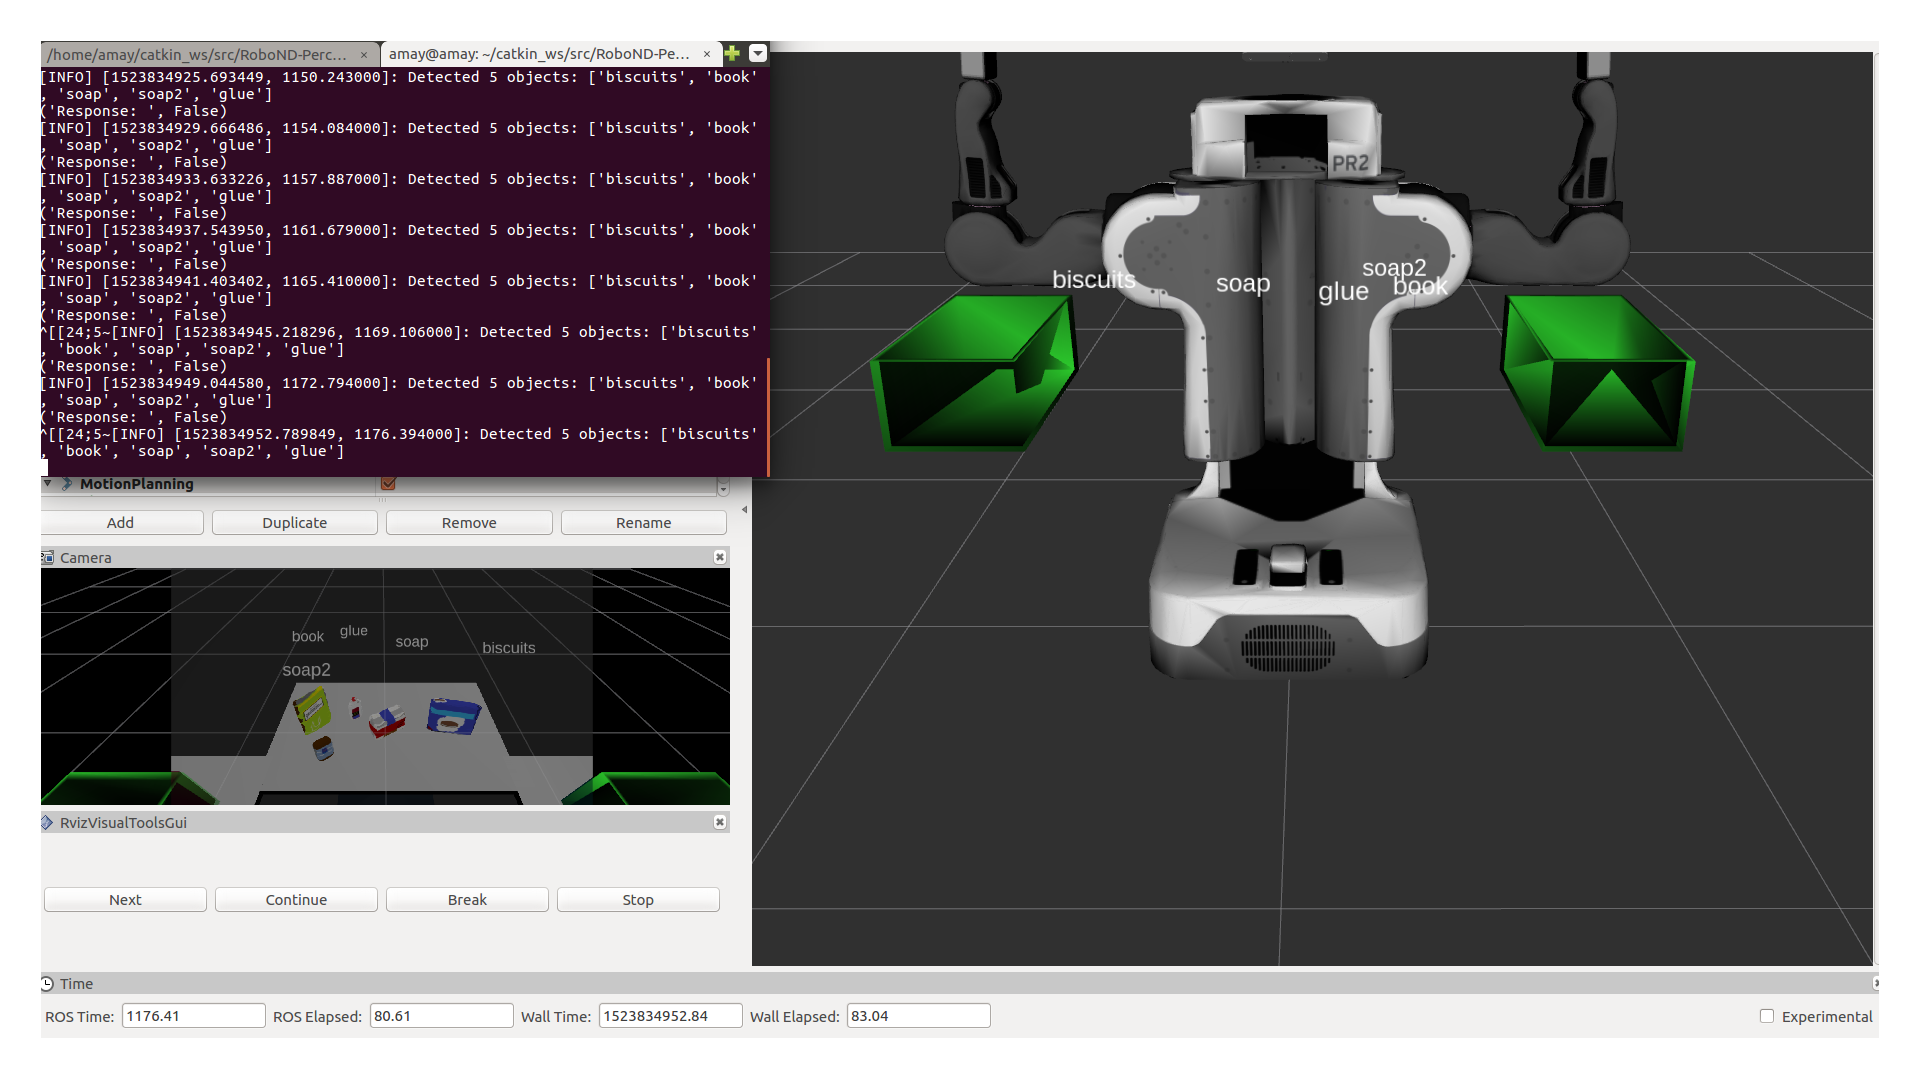 /home/amay/catkin_ws/src/RoboND-Perc... × amay@amay: ~/catkin_ws/src/RoboND-Pe... ×
[INFO] [1523834925.693449, 1150.243000]: Detected 5 objects: ['biscuits', 'book'
, 'soap', 'soap2', 'glue']
('Response: ', False)
[INFO] [1523834929.666486, 1154.084000]: Detected 5 objects: ['biscuits', 'book'
, 'soap', 'soap2', 'glue']
('Response: ', False)
[INFO] [1523834933.633226, 1157.887000]: Detected 5 objects: ['biscuits', 'book'
, 'soap', 'soap2', 'glue']
('Response: ', False)
[INFO] [1523834937.543950, 1161.679000]: Detected 5 objects: ['biscuits', 'book'
, 'soap', 'soap2', 'glue']
('Response: ', False)
[INFO] [1523834941.403402, 1165.410000]: Detected 5 objects: ['biscuits', 'book'
, 'soap', 'soap2', 'glue']
('Response: ', False)
^[[24;5~[INFO] [1523834945.218296, 1169.106000]: Detected 5 objects: ['biscuits'
, 'book', 'soap', 'soap2', 'glue']
('Response: ', False)
[INFO] [1523834949.044580, 1172.794000]: Detected 5 objects: ['biscuits', 'book'
, 'soap', 'soap2', 'glue']
('Response: ', False)
^[[24;5~[INFO] [1523834952.789849, 1176.394000]: Detected 5 objects: ['biscuits'
, 'book', 'soap', 'soap2', 'glue']
MotionPlanning
Add Duplicate Remove Rename
Camera
book glue soap biscuits
soap2
RvizVisualToolsGui
Next Continue Break Stop
PR2
biscuits soap glue soap2 book
Time
ROS Time: 1176.41 ROS Elapsed: 80.61 Wall Time: 1523834952.84 Wall Elapsed: 83.04 Experimental